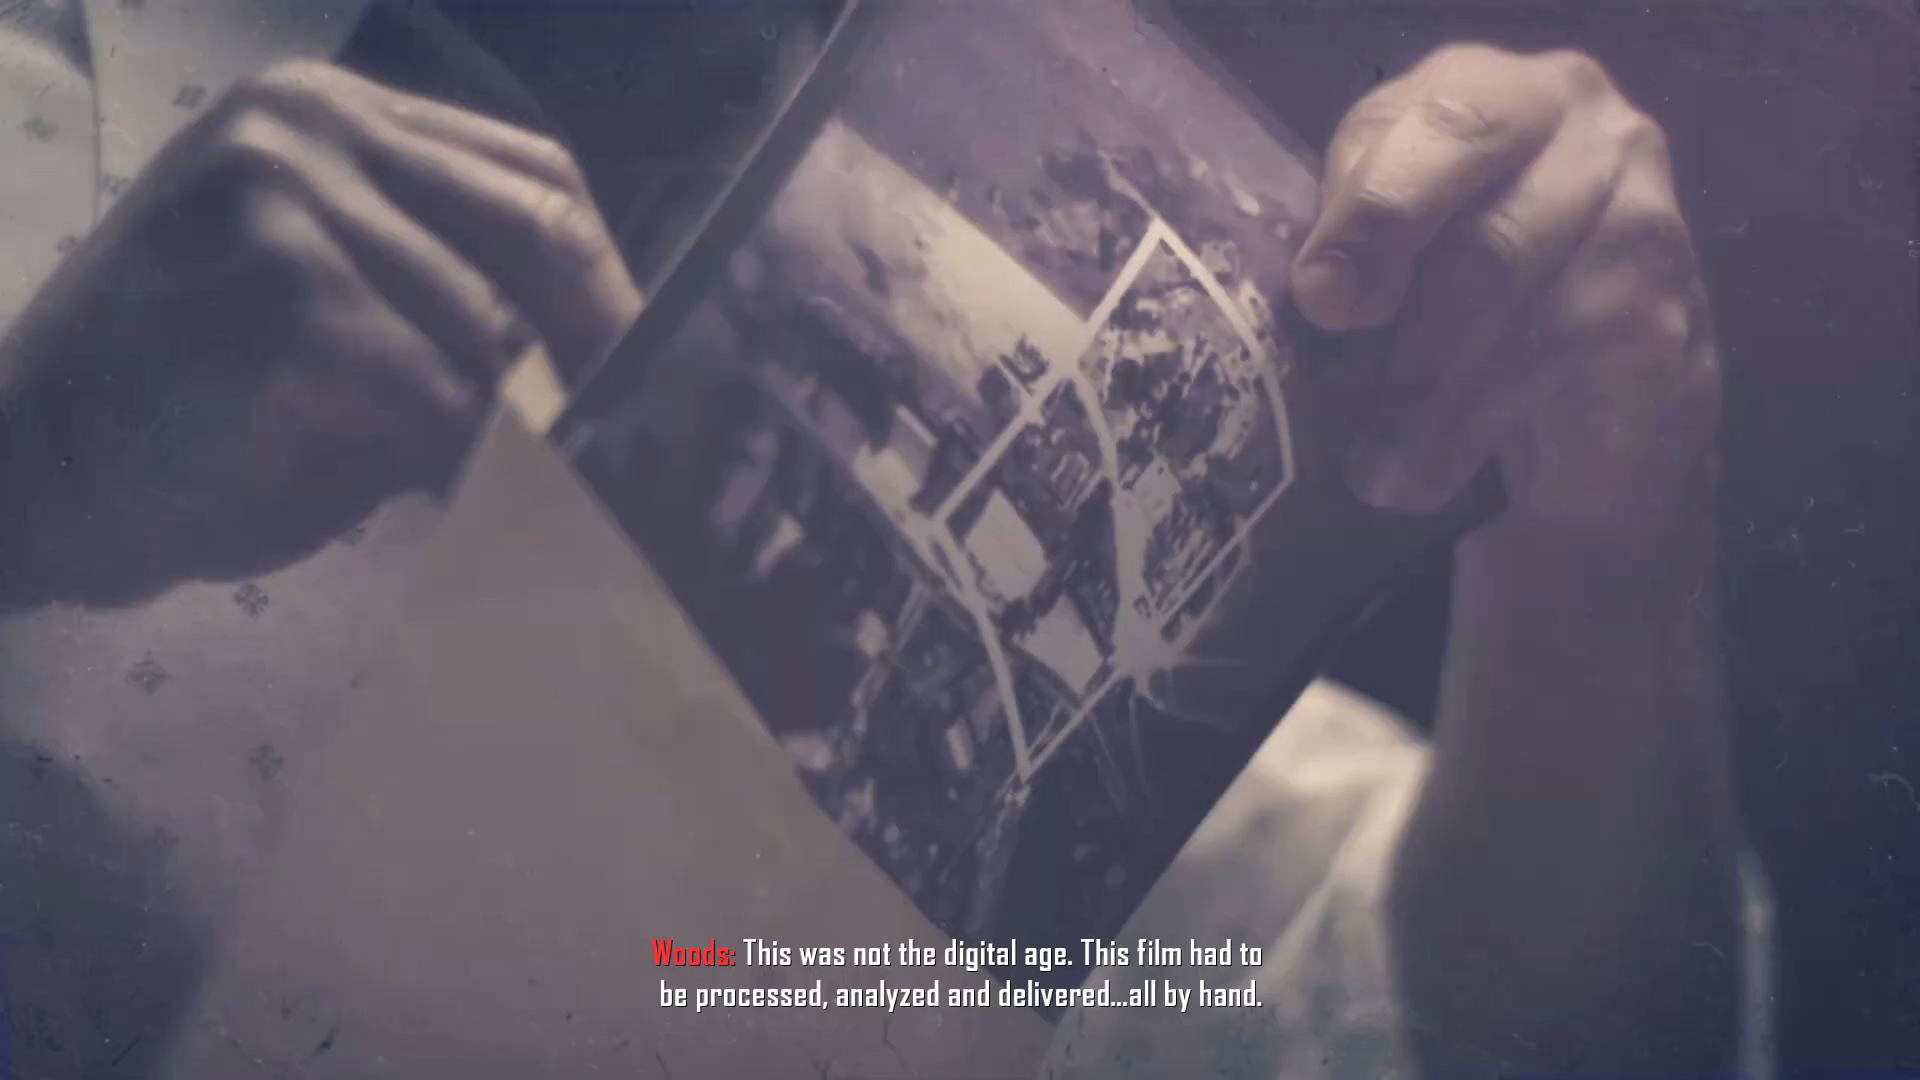 Woods: This was not the digital age. This film had to
be processed, analyzed and delivered...all by hand.